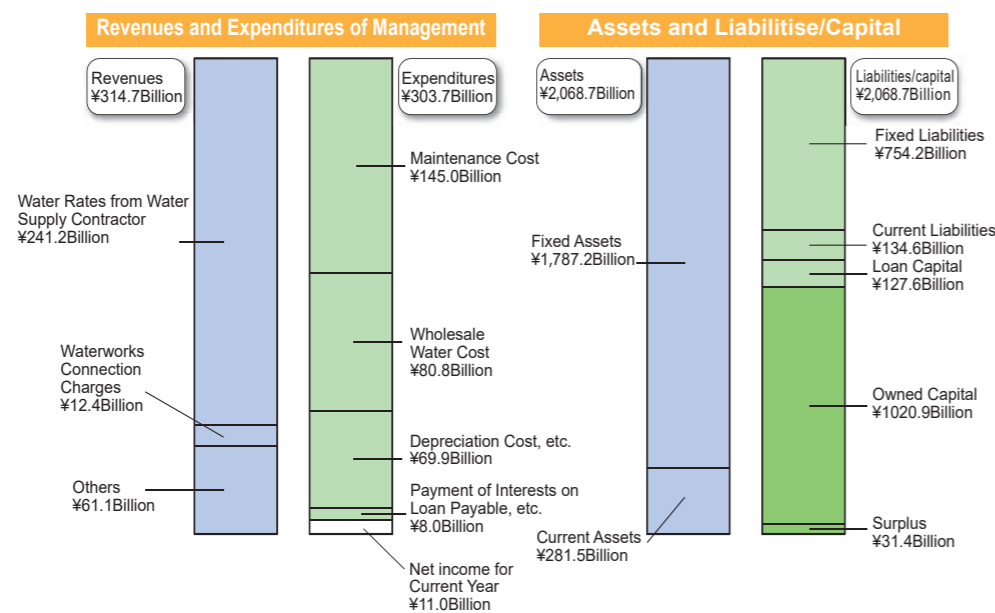 Revenues and Expenditures of Management
Revenues
¥314.7Billion
Water Rates from Water
Supply Contractor
¥241.2Billion
Waterworks
Connection
Charges
¥12.4Billion
Others
¥61.1Billion
Expenditures
¥303.7Billion
Maintenance Cost
¥145.0Billion
Wholesale
Water Cost
¥80.8Billion
Depreciation Cost, etc.
¥69.9Billion
Payment of Interests on
Loan Payable, etc.
¥8.0Billion
Net income for
Current Year
¥11.0Billion
Assets and Liabilitise/Capital
Assets
¥2,068.7Billion
Fixed Assets
¥1,787.2Billion
Current Assets
¥281.5Billion
Liabilities/capital
¥2,068.7Billion
Fixed Liabilities
¥754.2Billion
Current Liabilities
¥134.6Billion
Loan Capital
¥127.6Billion
Owned Capital
¥1020.9Billion
Surplus
¥31.4Billion